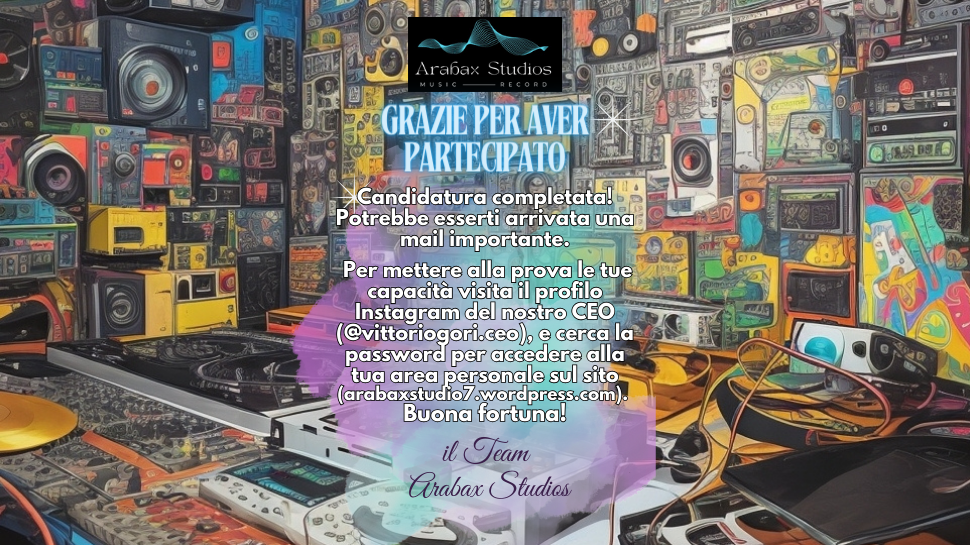 Arabax Studios
MUSIC RECORD
GRAZIE PER AVER
PARTECIPATO
Candidatura completata!
Potrebbe esserti arrivata una
mail importante.
Per mettere alla prova le tue
capacità visita il profilo
Instagram del nostro CEO
(@vittoriogori.ceo), e cerca la
password per accedere alla
tua area personale sul sito
(arabaxstudio7.wordpress.com).
Buona fortuna!
il Team
Arabax Studios